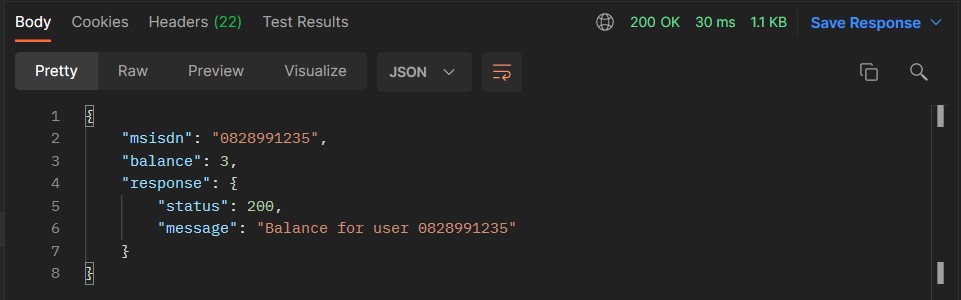 Body Cookies Headers (22) Test Results 200 OK 30 ms 1.1 KB Save Response
Pretty Raw Preview Visualize JSON
1 {
2 "msisdn": "0828991235",
3 "balance": 3,
4 "response": {
5 "status": 200,
6 "message": "Balance for user 0828991235"
7 }
8 }